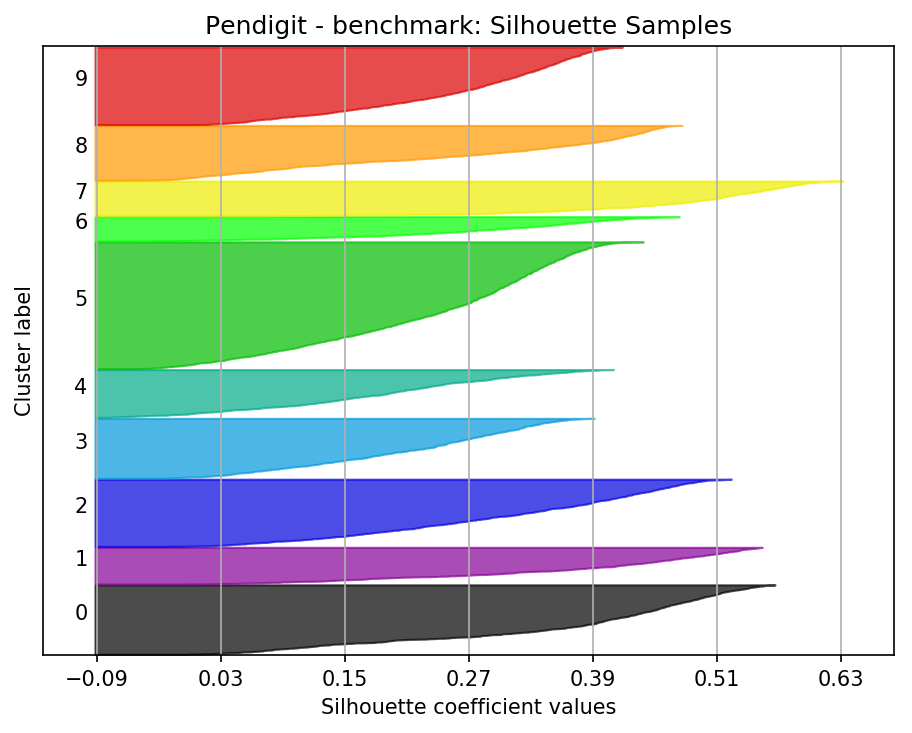 Pendigit - benchmark: Silhouette Samples
Cluster label
9
8
7
6
5
4
3
2
1
0
−0.09 0.03 0.15 0.27 0.39 0.51 0.63
Silhouette coefficient values